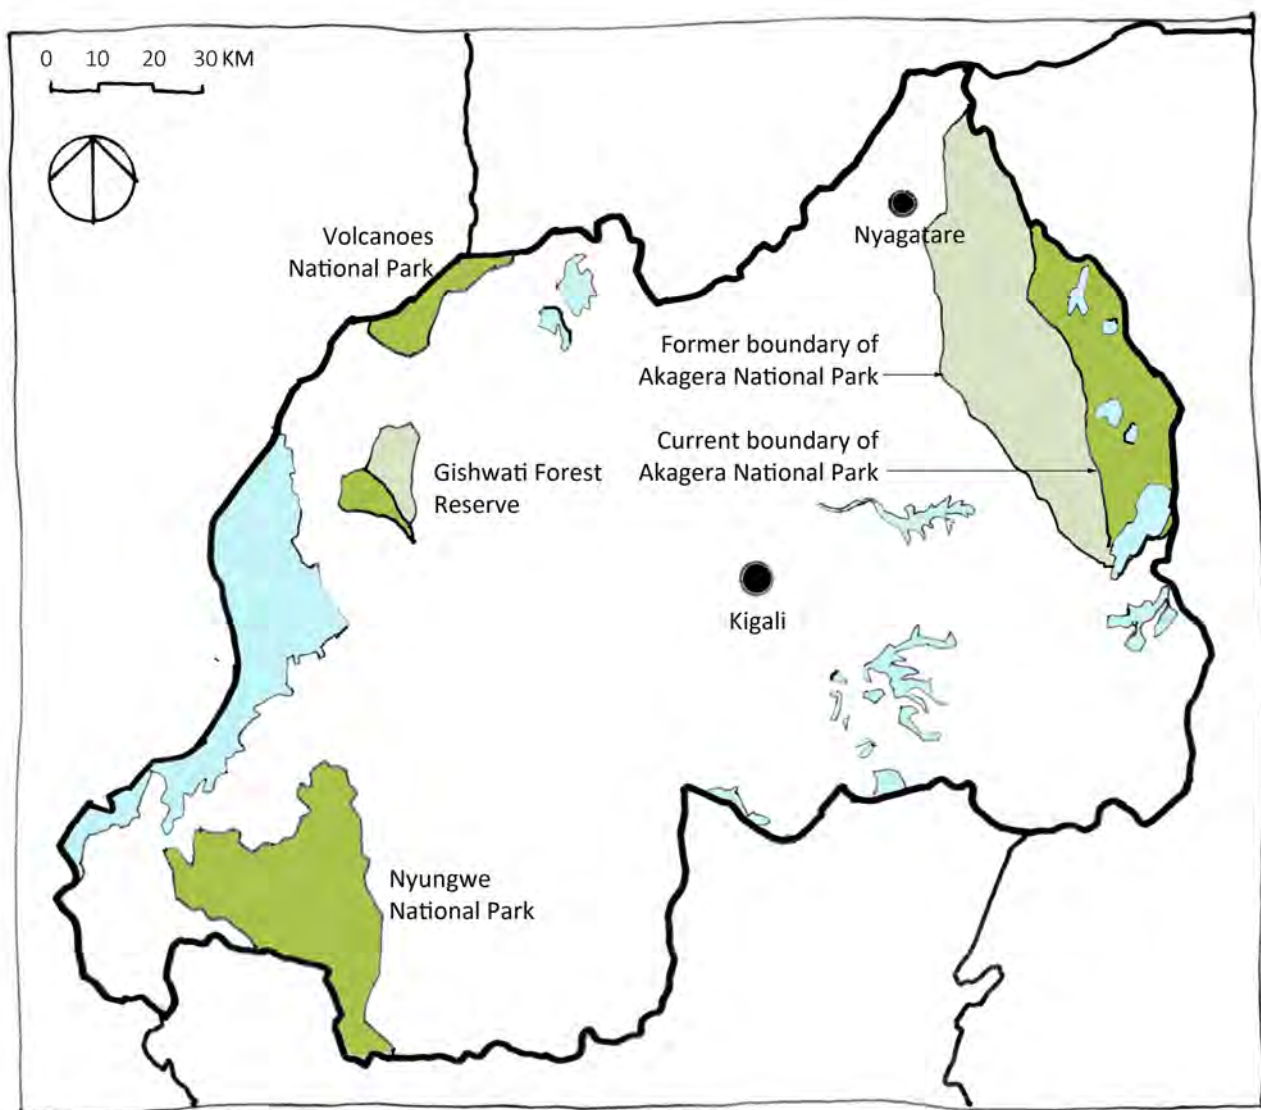 0 10 20 30 KM
Volcanoes
National Park
Nyagatare
Former boundary of
Akagera National Park
Current boundary of
Akagera National Park
Gishwati Forest
Reserve
Kigali
Nyungwe
National Park